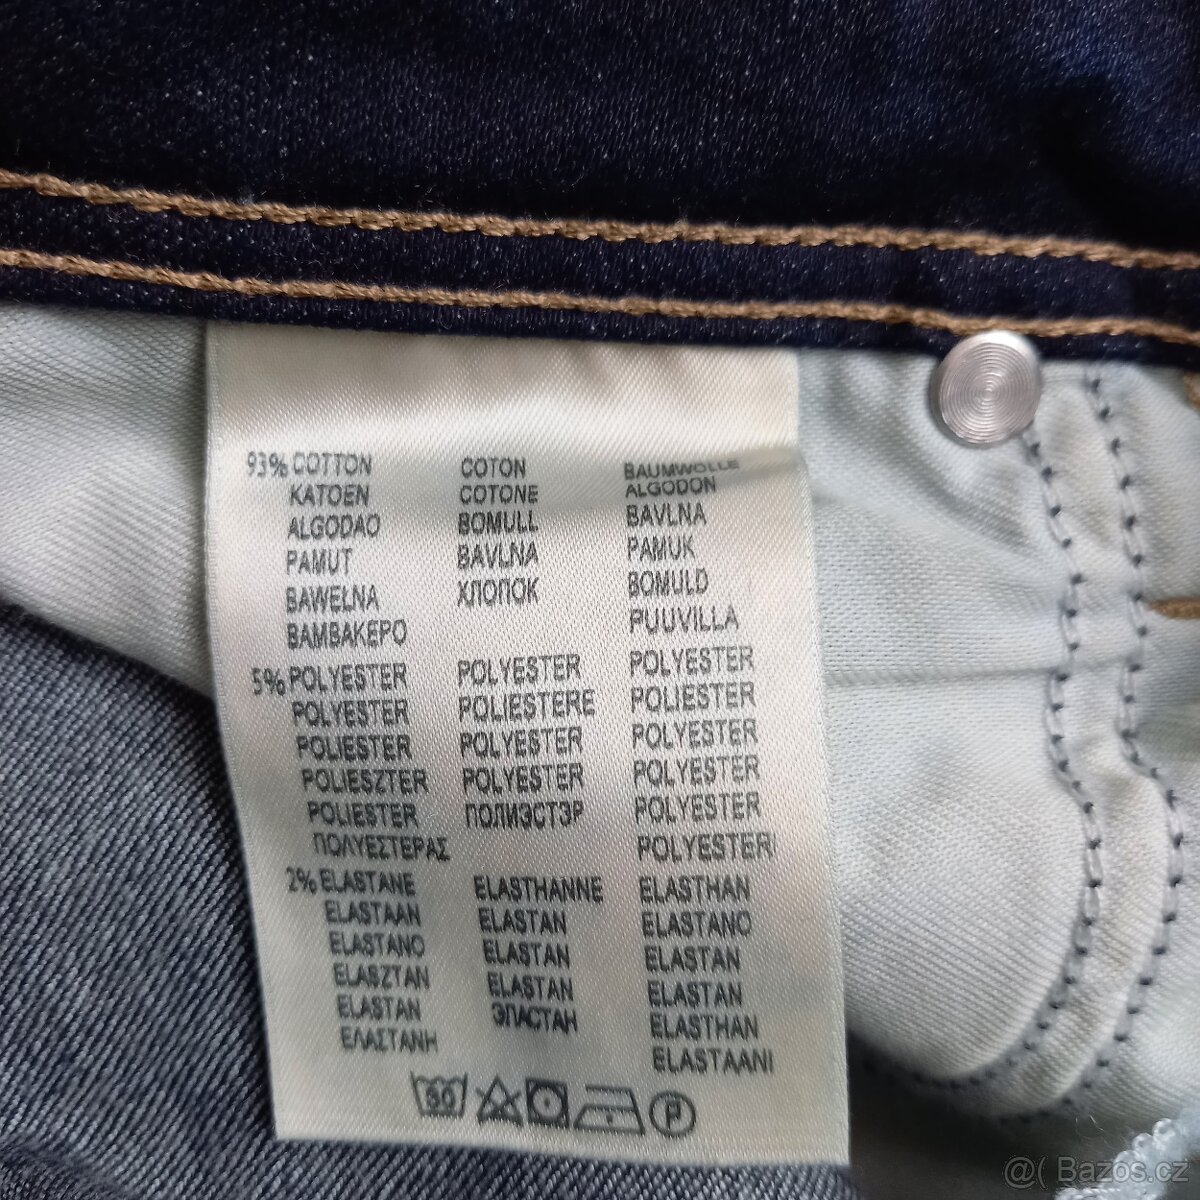 93% COTTON COTON BAUMWOLLE
KATOEN COTONE ALGODON
ALGODAO BOMULL BAVLNA
PAMUT BAVLNA PAMUK
BAWEŁNA ХЛОПОК BOMULD
BAMBAKEPO PUUVILLA
5% POLYESTER POLYESTER POLYESTER
POLYESTER POLIESTERE POLIESTER
POLIESTER POLYESTER POLYESTER
POLIESZTER POLYESTER POLYESTER
POLIESTER ПОЛИЭСТЭР POLYESTER
ΠΟΛΥΕΣΤΕΡΑΣ POLYESTERI
2% ELASTANE ELASTHANNE ELASTHAN
ELASTAAN ELASTAN ELASTANO
ELASTANO ELASTAN ELASTAN
ELASZTAN ELASTAN ELASTAN
ELASTAN ЭЛАСТАН ELASTHAN
ΕΛΑΣΤΑΝΗ ELASTAANI
30 P
@( Bazos.cz